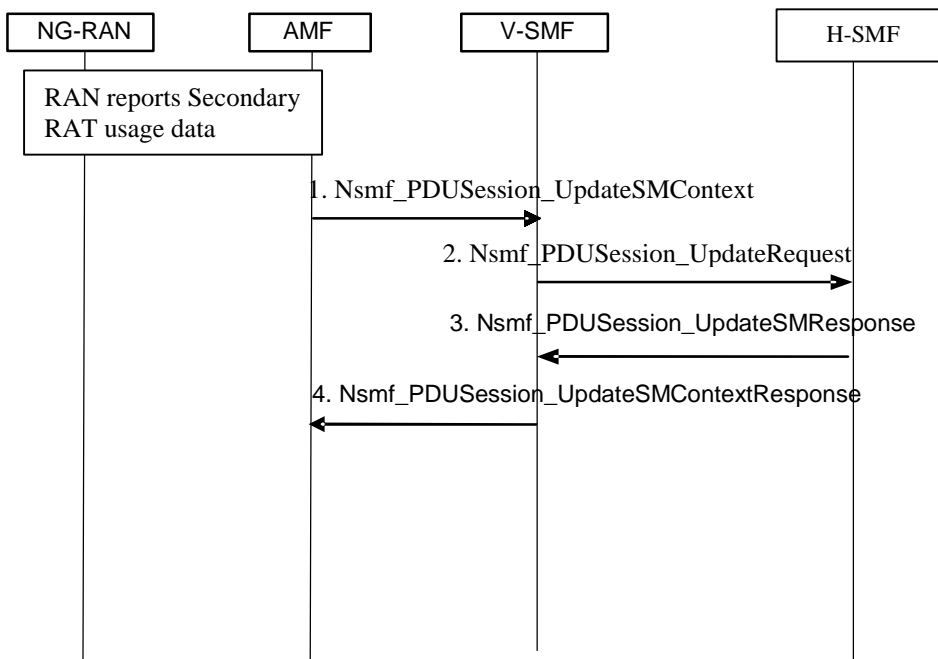 NG-RAN
AMF
V-SMF
H-SMF
RAN reports Secondary
RAT usage data
1. Nsmf_PDUSession_UpdateSMContext
2. Nsmf_PDUSession_UpdateRequest
3. Nsmf_PDUSession_UpdateSMResponse
4. Nsmf_PDUSession_UpdateSMContextResponse